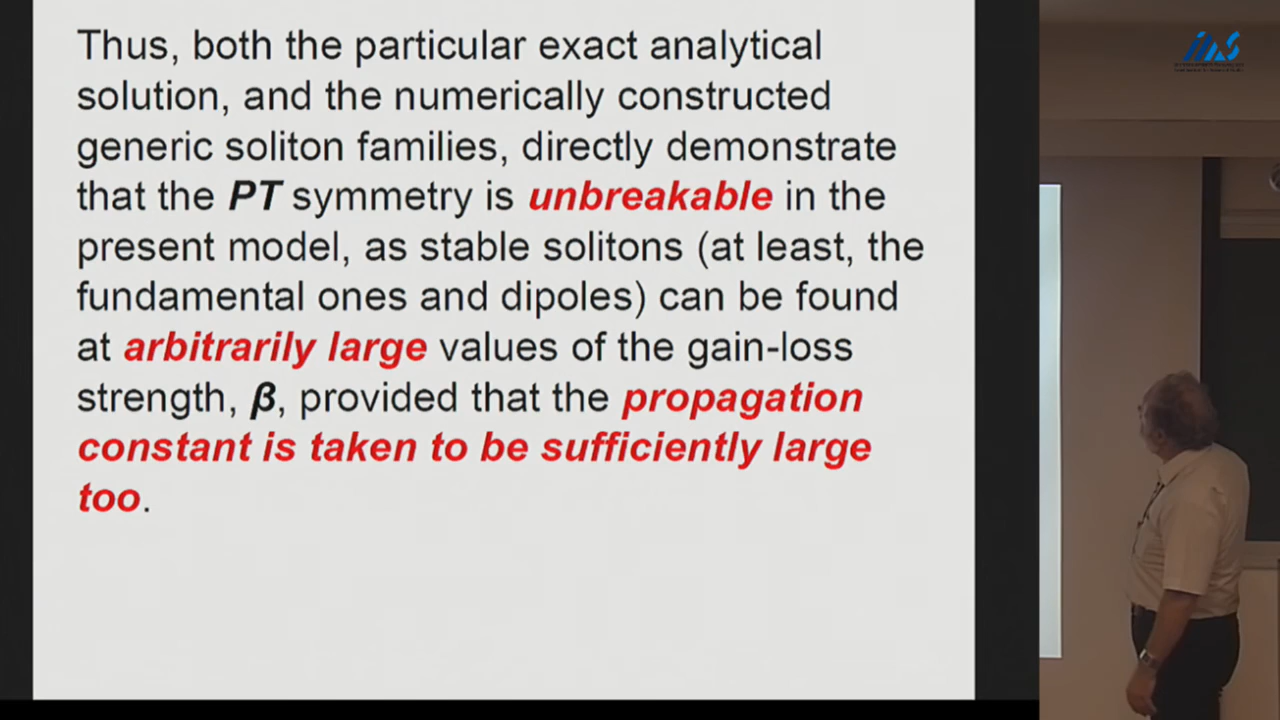 Thus, both the particular exact analytical
solution, and the numerically constructed
generic soliton families, directly demonstrate
that the PT symmetry is unbreakable in the
present model, as stable solitons (at least, the
fundamental ones and dipoles) can be found
at arbitrarily large values of the gain-loss
strength, β, provided that the propagation
constant is taken to be sufficiently large
too.